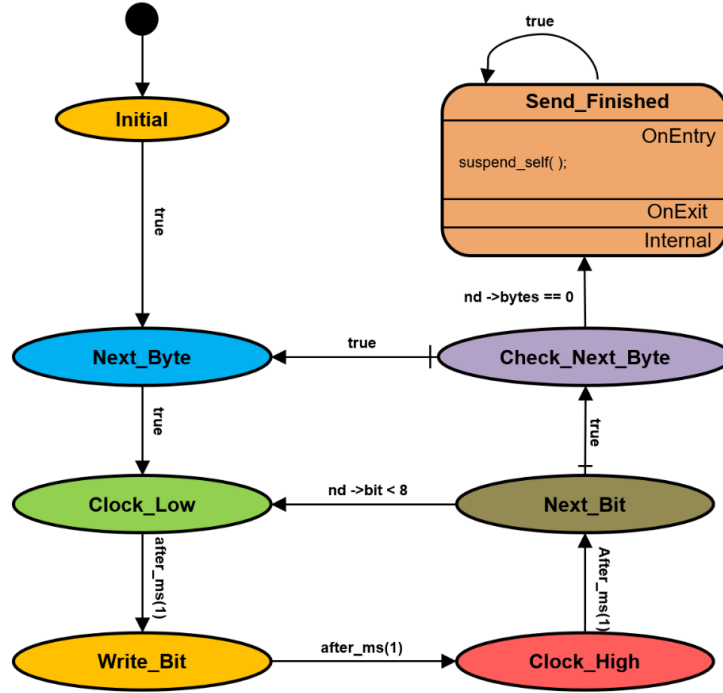 true
Send_Finished
Initial
OnEntry
suspend_self( );
OnExit
true
Internal
nd ->bytes == 0
Next_Byte
true
Check_Next_Byte
true
true
Clock_Low
nd ->bit < 8
Next_Bit
after_ms(1)
After_ms(1)
Write_Bit
after_ms(1)
Clock_High